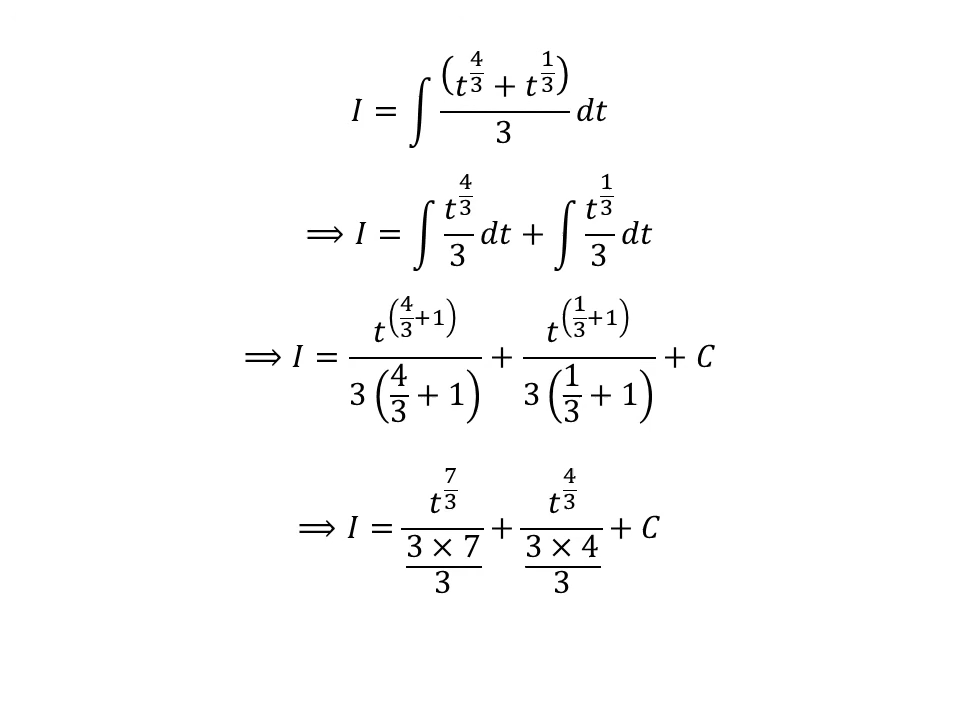 I = ∫ (t^(4/3) + t^(1/3))/3 dt
⟹ I = ∫ t^(4/3)/3 dt + ∫ t^(1/3)/3 dt
⟹ I = t^(4/3+1)/(3(4/3 + 1)) + t^(1/3+1)/(3(1/3 + 1)) + C
⟹ I = t^(7/3)/((3 × 7)/3) + t^(4/3)/((3 × 4)/3) + C